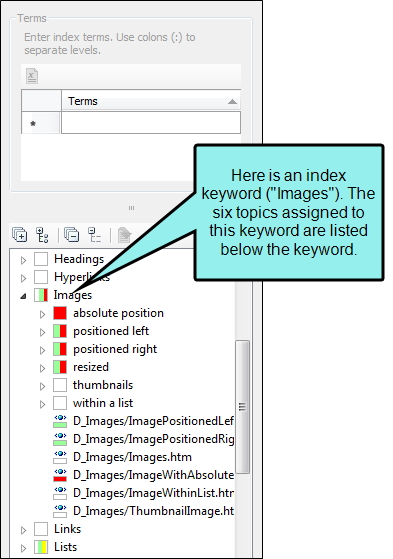 Terms
Enter index terms. Use colons (:) to
separate levels.
Terms
*
Here is an index
keyword ("Images"). The
six topics assigned to
this keyword are listed
below the keyword.
Headings
Hyperlinks
Images
absolute position
positioned left
positioned right
resized
thumbnails
within a list
D_Images/ImagePositionedLef
D_Images/ImagePositionedRig
D_Images/Images.htm
D_Images/ImageWithAbsolute
D_Images/ImageWithinList.htr
D_Images/ThumbnailImage.ht
Links
Lists